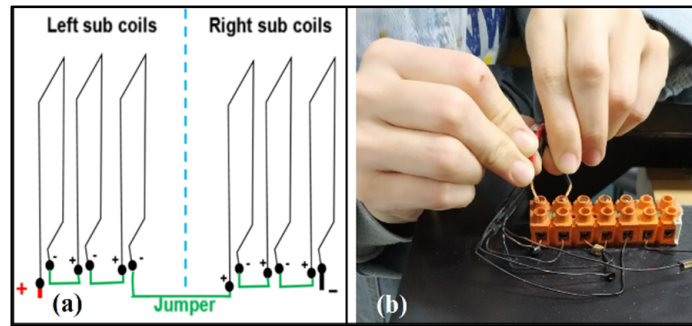 Left sub coils Right sub coils
- + - + - + - + - +
+ (a) Jumper – (b)